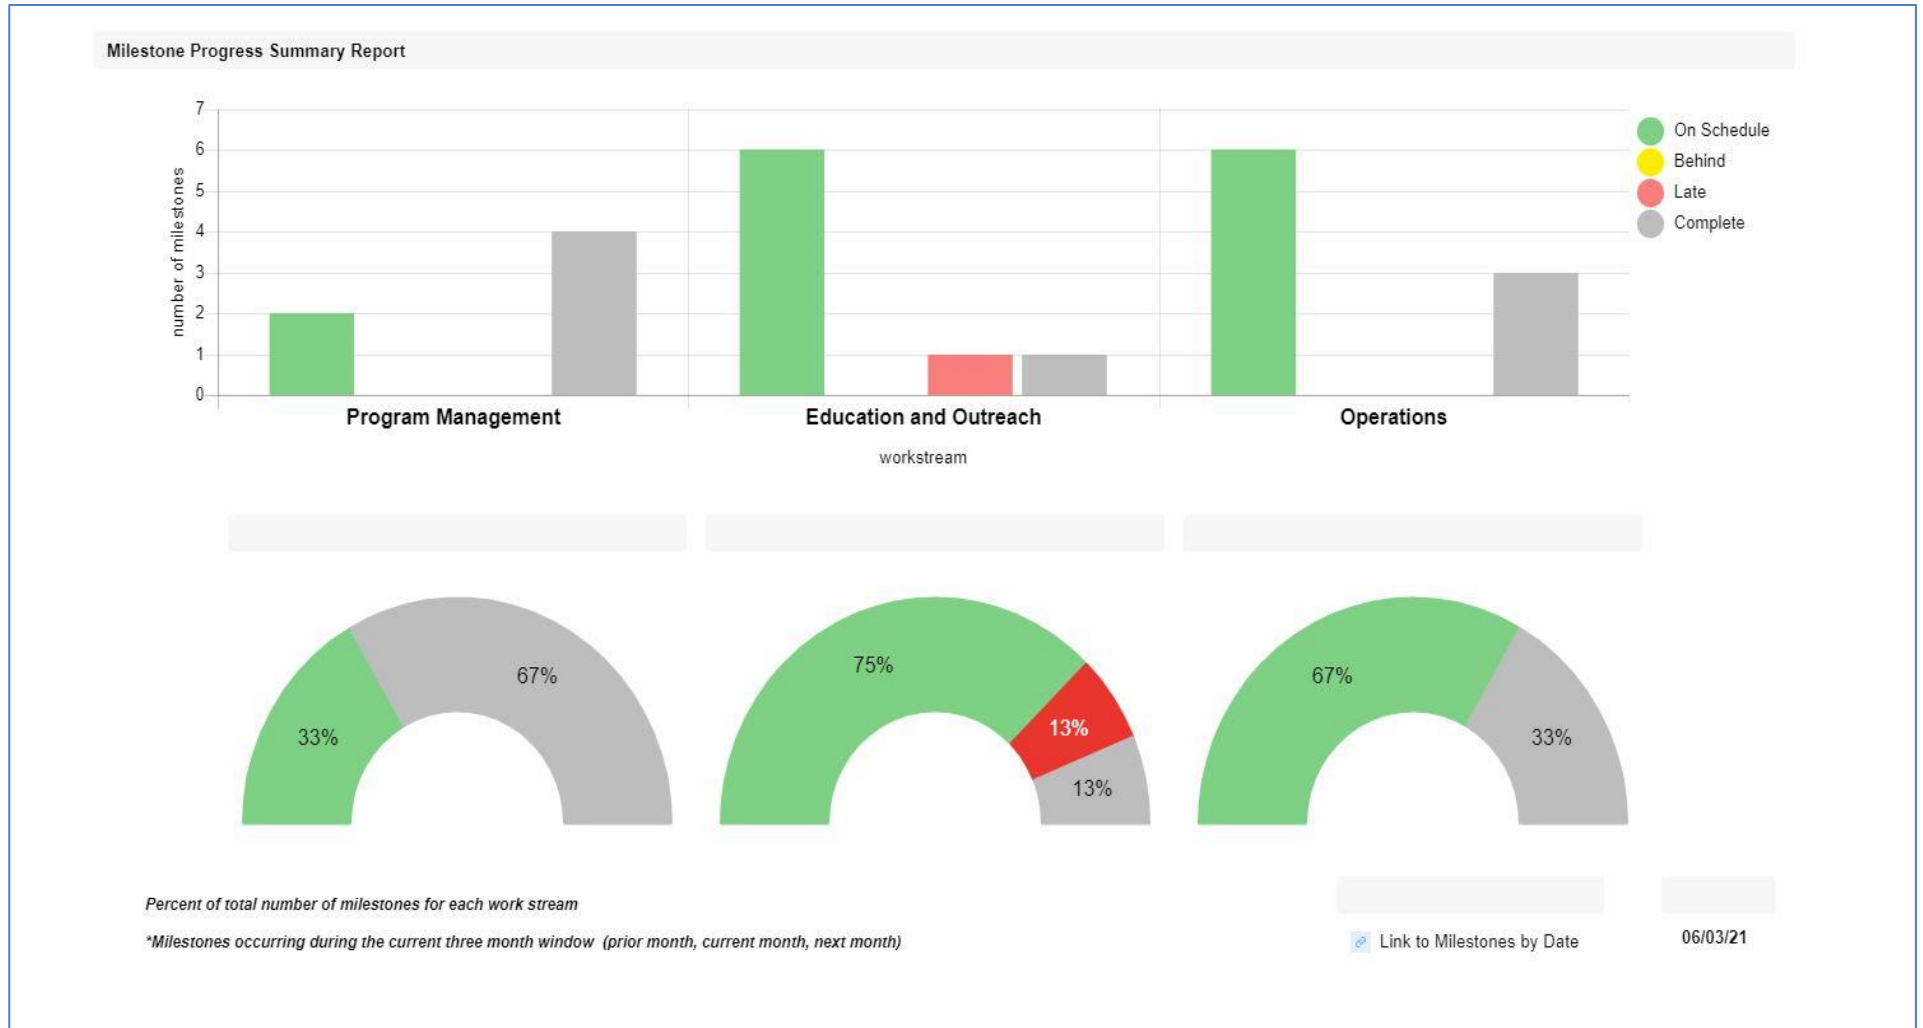 Milestone Progress Summary Report
7
6
5
4
3
2
1
0
number of milestones
On Schedule
Behind
Late
Complete
Program Management
Education and Outreach
Operations
workstream
33%
67%
75%
13%
13%
67%
33%
Percent of total number of milestones for each work stream
*Milestones occurring during the current three month window (prior month, current month, next month)
Link to Milestones by Date
06/03/21